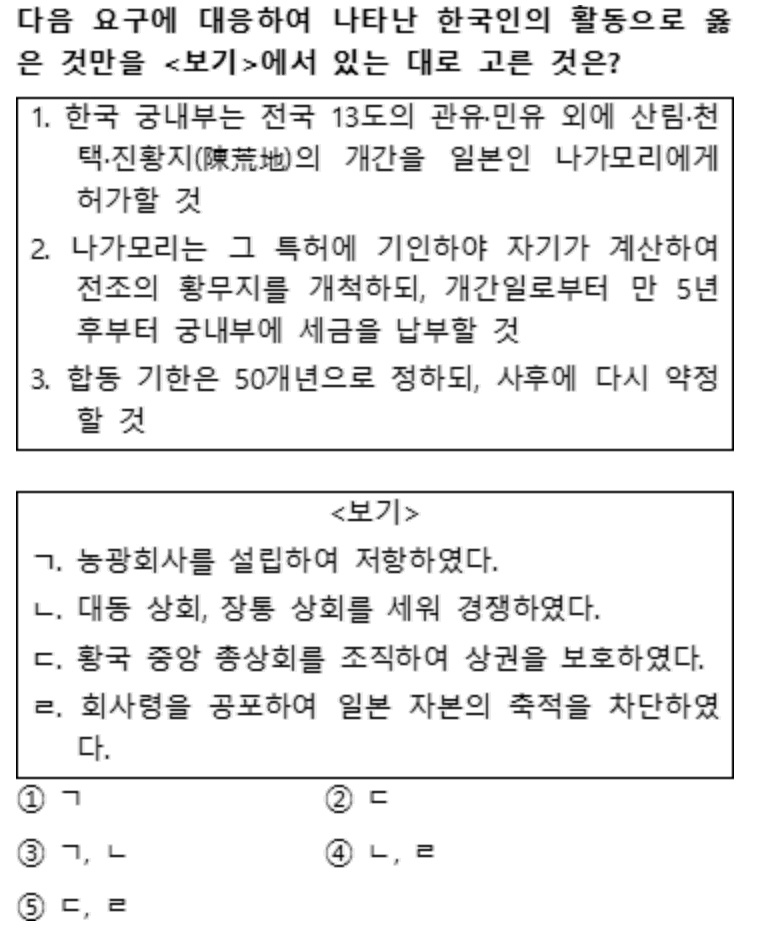 다음 요구에 대응하여 나타난 한국인의 활동으로 옳
은 것만을 <보기>에서 있는 대로 고른 것은?
1. 한국 궁내부는 전국 13도의 관유·민유 외에 산림·천
택·진황지(陳荒地)의 개간을 일본인 나가모리에게
허가할 것
2. 나가모리는 그 특허에 기인하야 자기가 계산하여
전조의 황무지를 개척하되, 개간일로부터 만 5년
후부터 궁내부에 세금을 납부할 것
3. 합동 기한은 50개년으로 정하되, 사후에 다시 약정
할 것
<보기>
ㄱ. 농광회사를 설립하여 저항하였다.
ㄴ. 대동 상회, 장통 상회를 세워 경쟁하였다.
ㄷ. 황국 중앙 총상회를 조직하여 상권을 보호하였다.
ㄹ. 회사령을 공포하여 일본 자본의 축적을 차단하였
다.
① ㄱ ② ㄷ
③ ㄱ, ㄴ ④ ㄴ, ㄹ
⑤ ㄷ, ㄹ